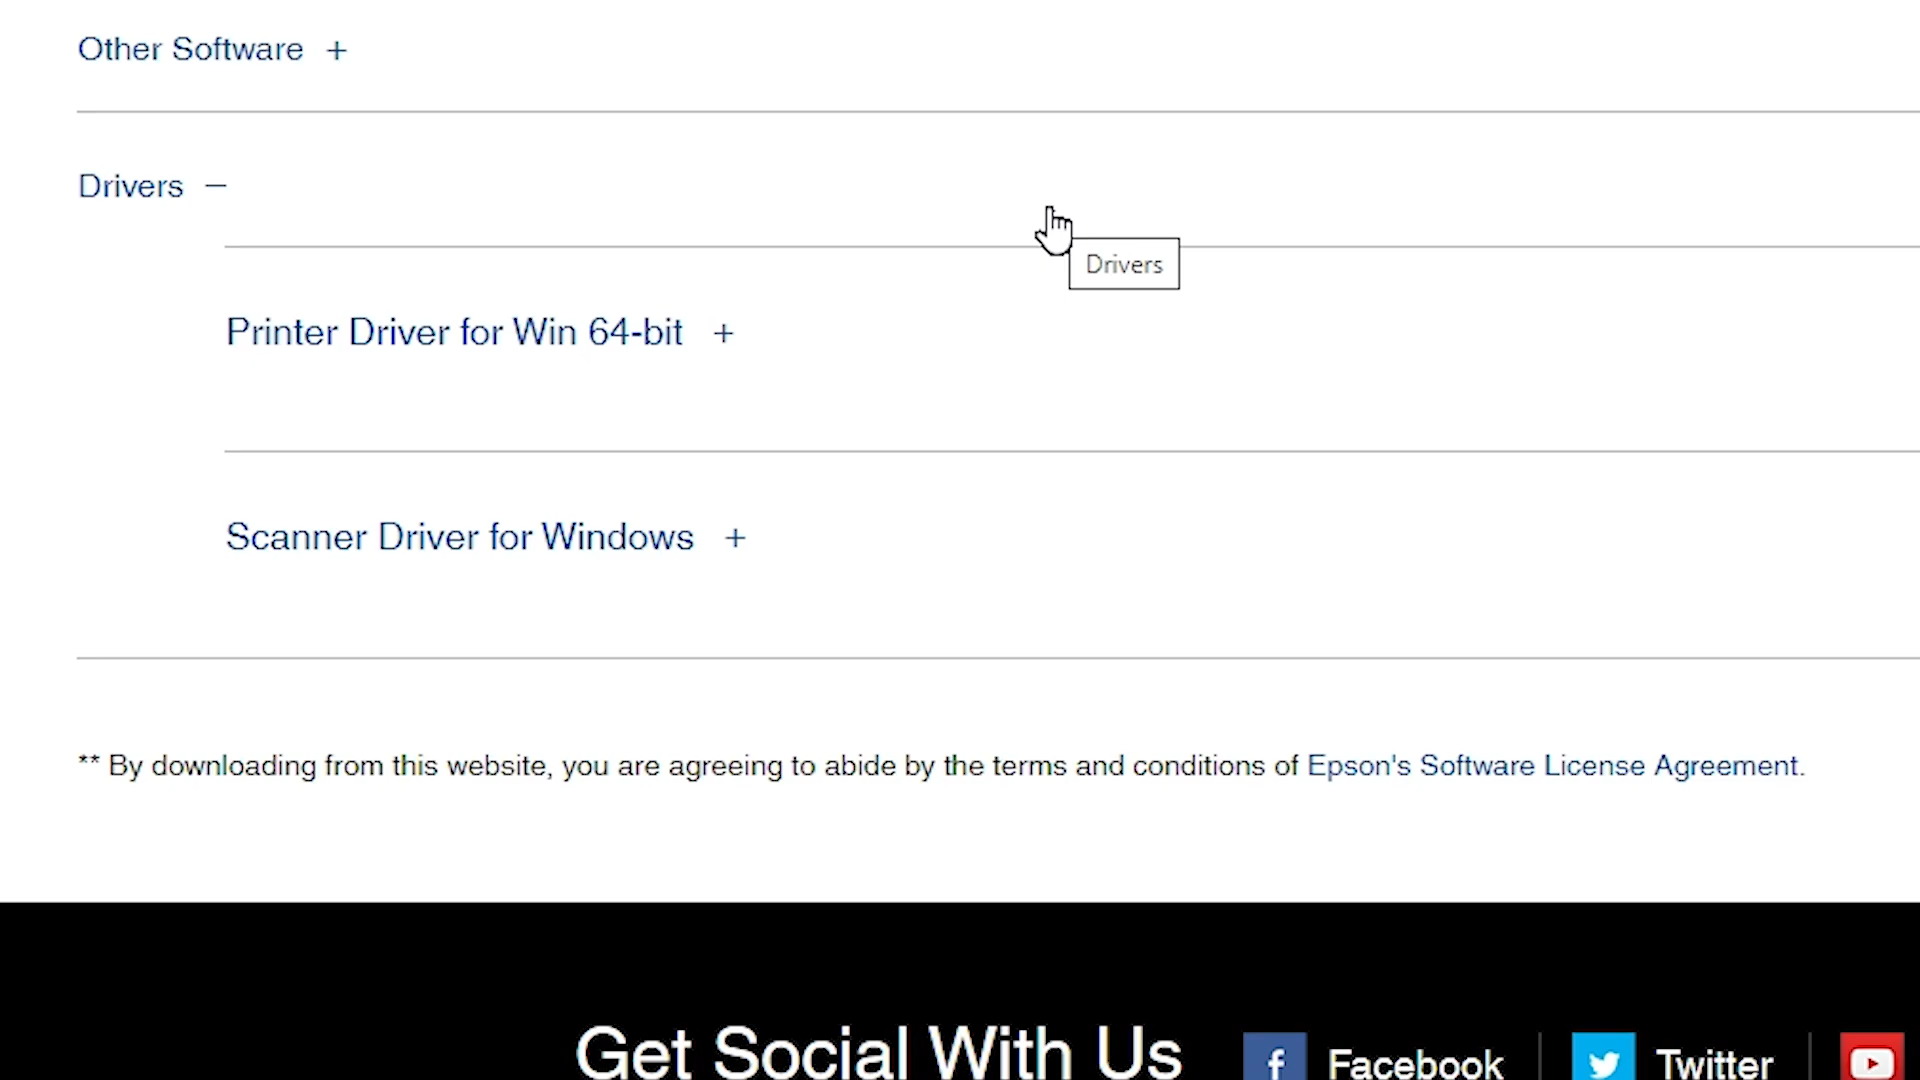 Other Software +
Drivers −
Drivers
Printer Driver for Win 64-bit +
Scanner Driver for Windows +
** By downloading from this website, you are agreeing to abide by the terms and conditions of Epson's Software License Agreement.
Get Social With Us f Facebook Twitter